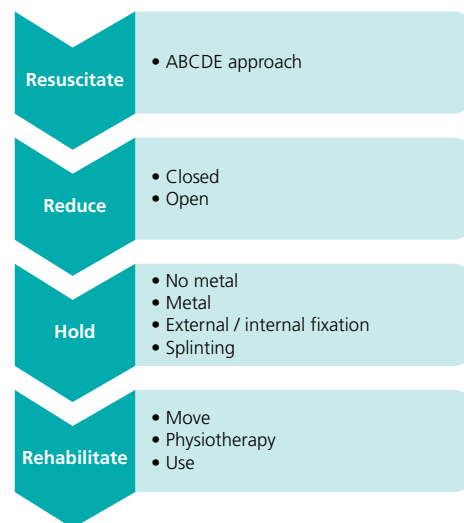 Resuscitate
• ABCDE approach
Reduce
• Closed
• Open
Hold
• No metal
• Metal
• External / internal fixation
• Splinting
Rehabilitate
• Move
• Physiotherapy
• Use